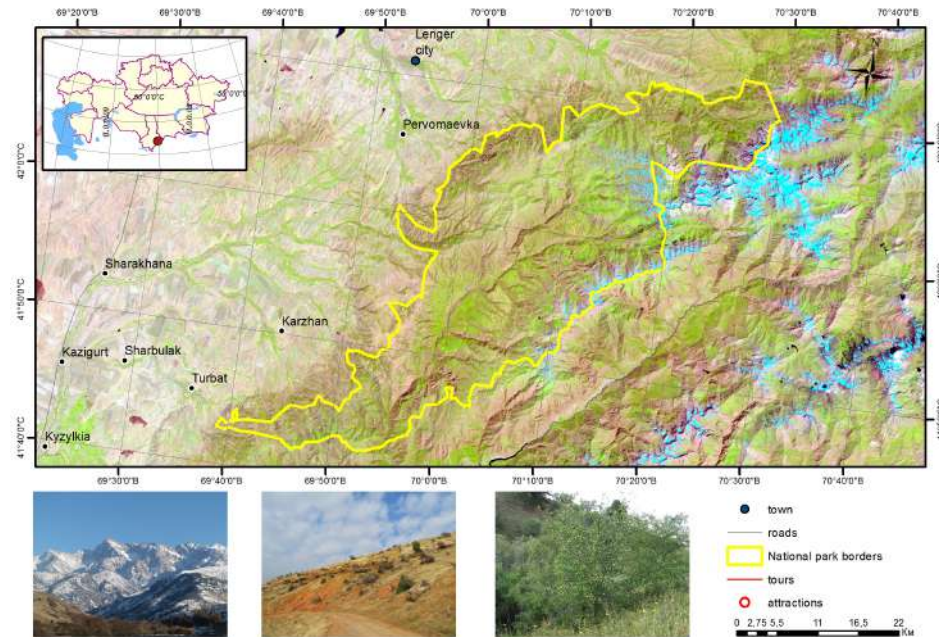 69°20'0"B 69°30'0"B 69°40'0"B 69°50'0"B 70°0'0"B 70°10'0"B 70°20'0"B 70°30'0"B 70°40'0"B
Lenger
city
Pervomaevka
42°0'0"C
Sharakhana
41°50'0"C
Karzhan
Kazigurt
Sharbulak
Turbat
41°40'0"C
Kyzylkia
69°30'0"B 69°40'0"B 69°50'0"B 70°0'0"B 70°10'0"B 70°20'0"B 70°30'0"B 70°40'0"B
town
roads
National park borders
tours
attractions
0 2,75 5,5 11 16,5 22
Км